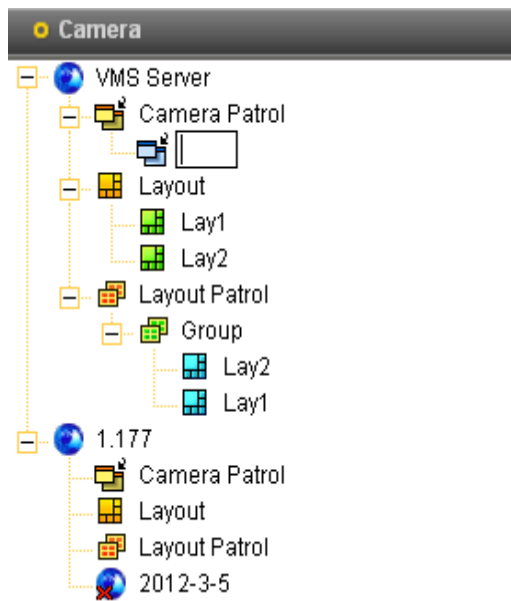 Camera
VMS Server
Camera Patrol
Layout
Lay1
Lay2
Layout Patrol
Group
Lay2
Lay1
1.177
Camera Patrol
Layout
Layout Patrol
2012-3-5